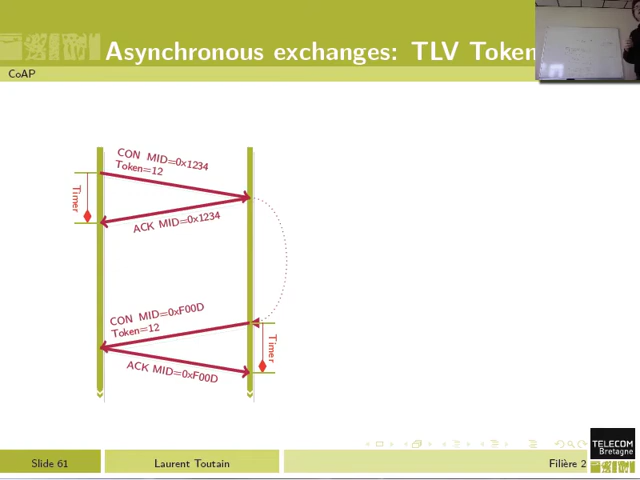 Asynchronous exchanges: TLV Token
CoAP
CON MID=0x1234
Token=12
Timer
ACK MID=0x1234
CON MID=0xF00D
Token=12
Timer
ACK MID=0xF00D
TELECOM
Bretagne
Slide 61
Laurent Toutain
Filière 2